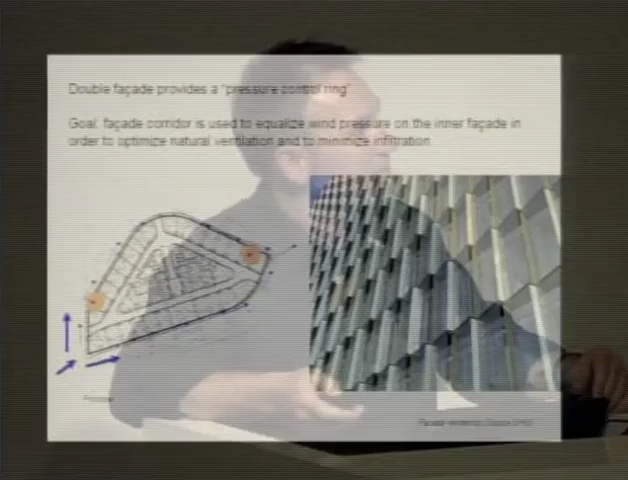 Double façade provides a "pressure control ring"
Goal: façade corridor is used to equalize wind pressure on the inner façade in
order to optimize natural ventilation and to minimize infiltration